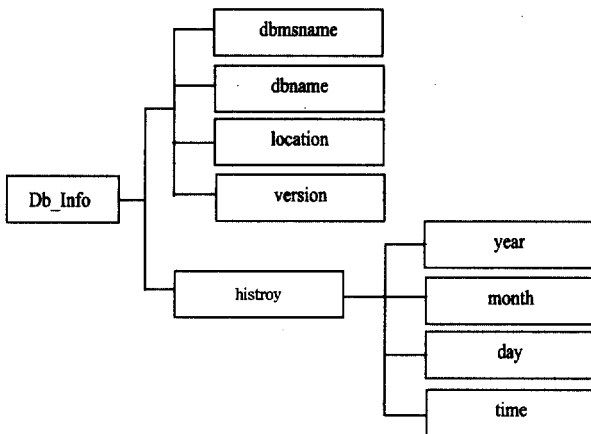 dbmsname
dbname
location
version
Db_Info
histroy
year
month
day
time